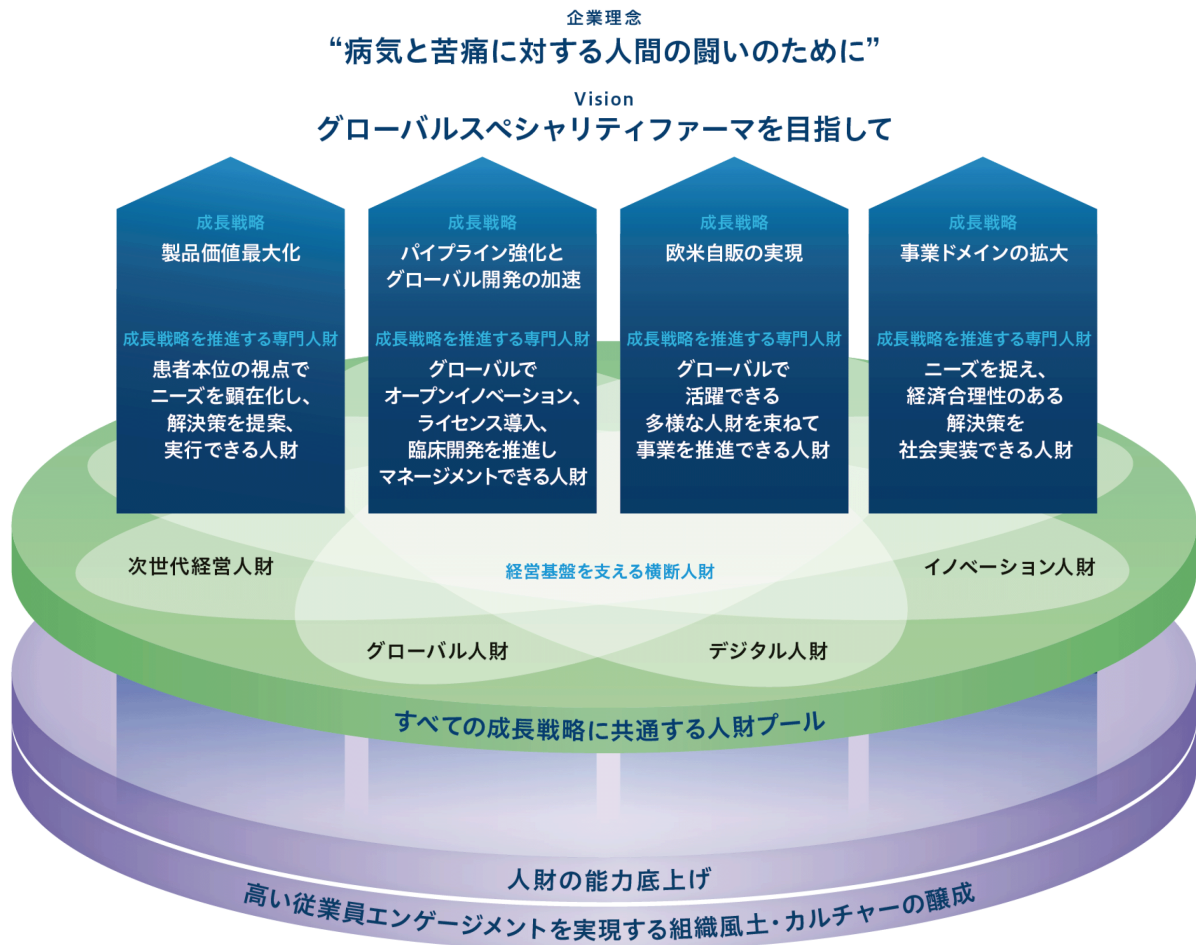 企業理念
“病気と苦痛に対する人間の闘いのために”
Vision
グローバルスペシャリティファーマを目指して
成長戦略
製品価値最大化
成長戦略を推進する専門人財
患者本位の視点で
ニーズを顕在化し、
解決策を提案、
実行できる人財
成長戦略
パイプライン強化と
グローバル開発の加速
成長戦略を推進する専門人財
グローバルで
オープンイノベーション、
ライセンス導入、
臨床開発を推進し
マネージメントできる人財
成長戦略
欧米自販の実現
成長戦略を推進する専門人財
グローバルで
活躍できる
多様な人財を束ねて
事業を推進できる人財
成長戦略
事業ドメインの拡大
成長戦略を推進する専門人財
ニーズを捉え、
経済合理性のある
解決策を
社会実装できる人財
次世代経営人財
経営基盤を支える横断人財
イノベーション人財
グローバル人財
デジタル人財
すべての成長戦略に共通する人財プール
人財の能力底上げ
高い従業員エンゲージメントを実現する組織風土・カルチャーの醸成